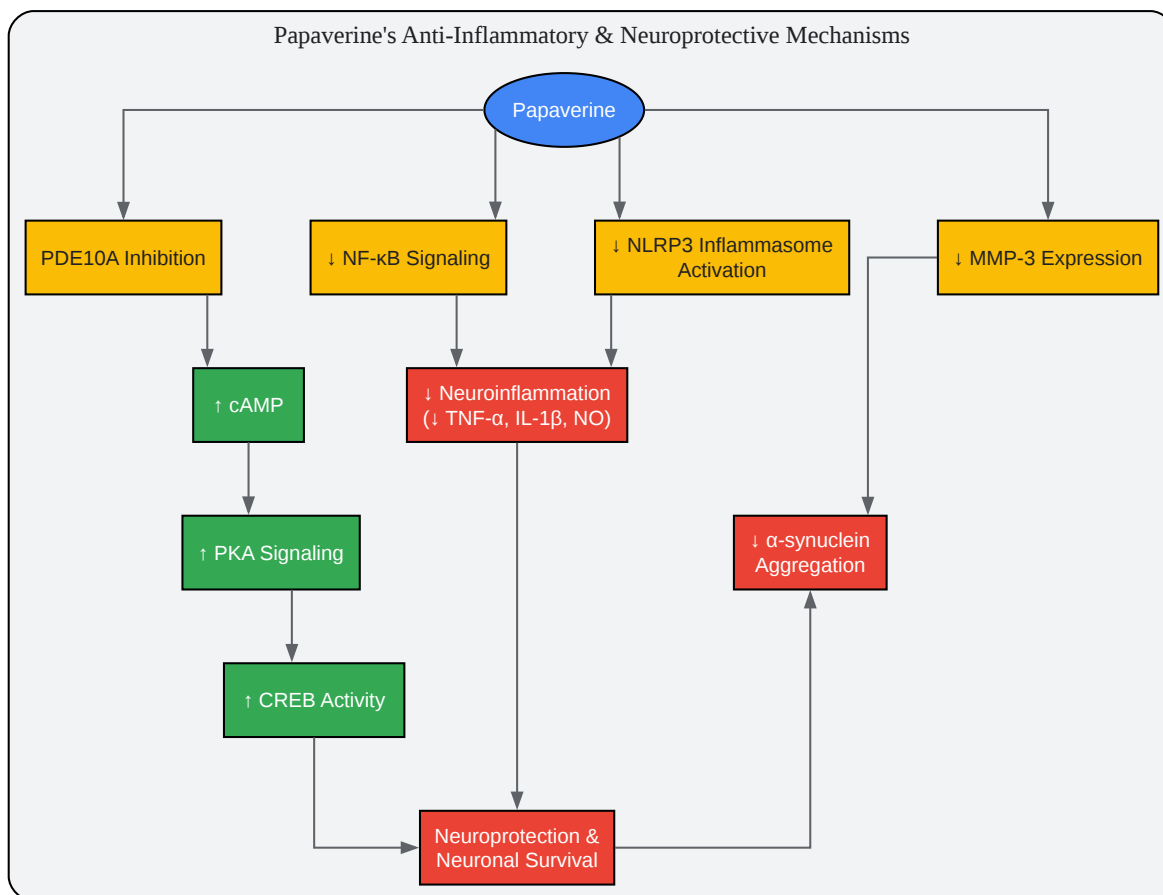 Papaverine's Anti-Inflammatory & Neuroprotective Mechanisms
Papaverine
PDE10A Inhibition
↓ NF-κB Signaling
↓ NLRP3 Inflammasome
Activation
↓ MMP-3 Expression
↑ cAMP
↓ Neuroinflammation
(↓ TNF-α, IL-1β, NO)
↑ PKA Signaling
↓ α-synuclein
Aggregation
↑ CREB Activity
Neuroprotection &
Neuronal Survival